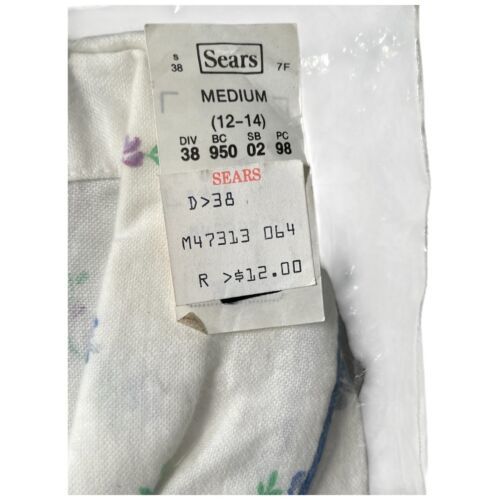 S
38
Sears
7F
MEDIUM
(12-14)
DIV BC SB PC
38 950 02 98
SEARS
D>38
M47313 064
R >$12.00